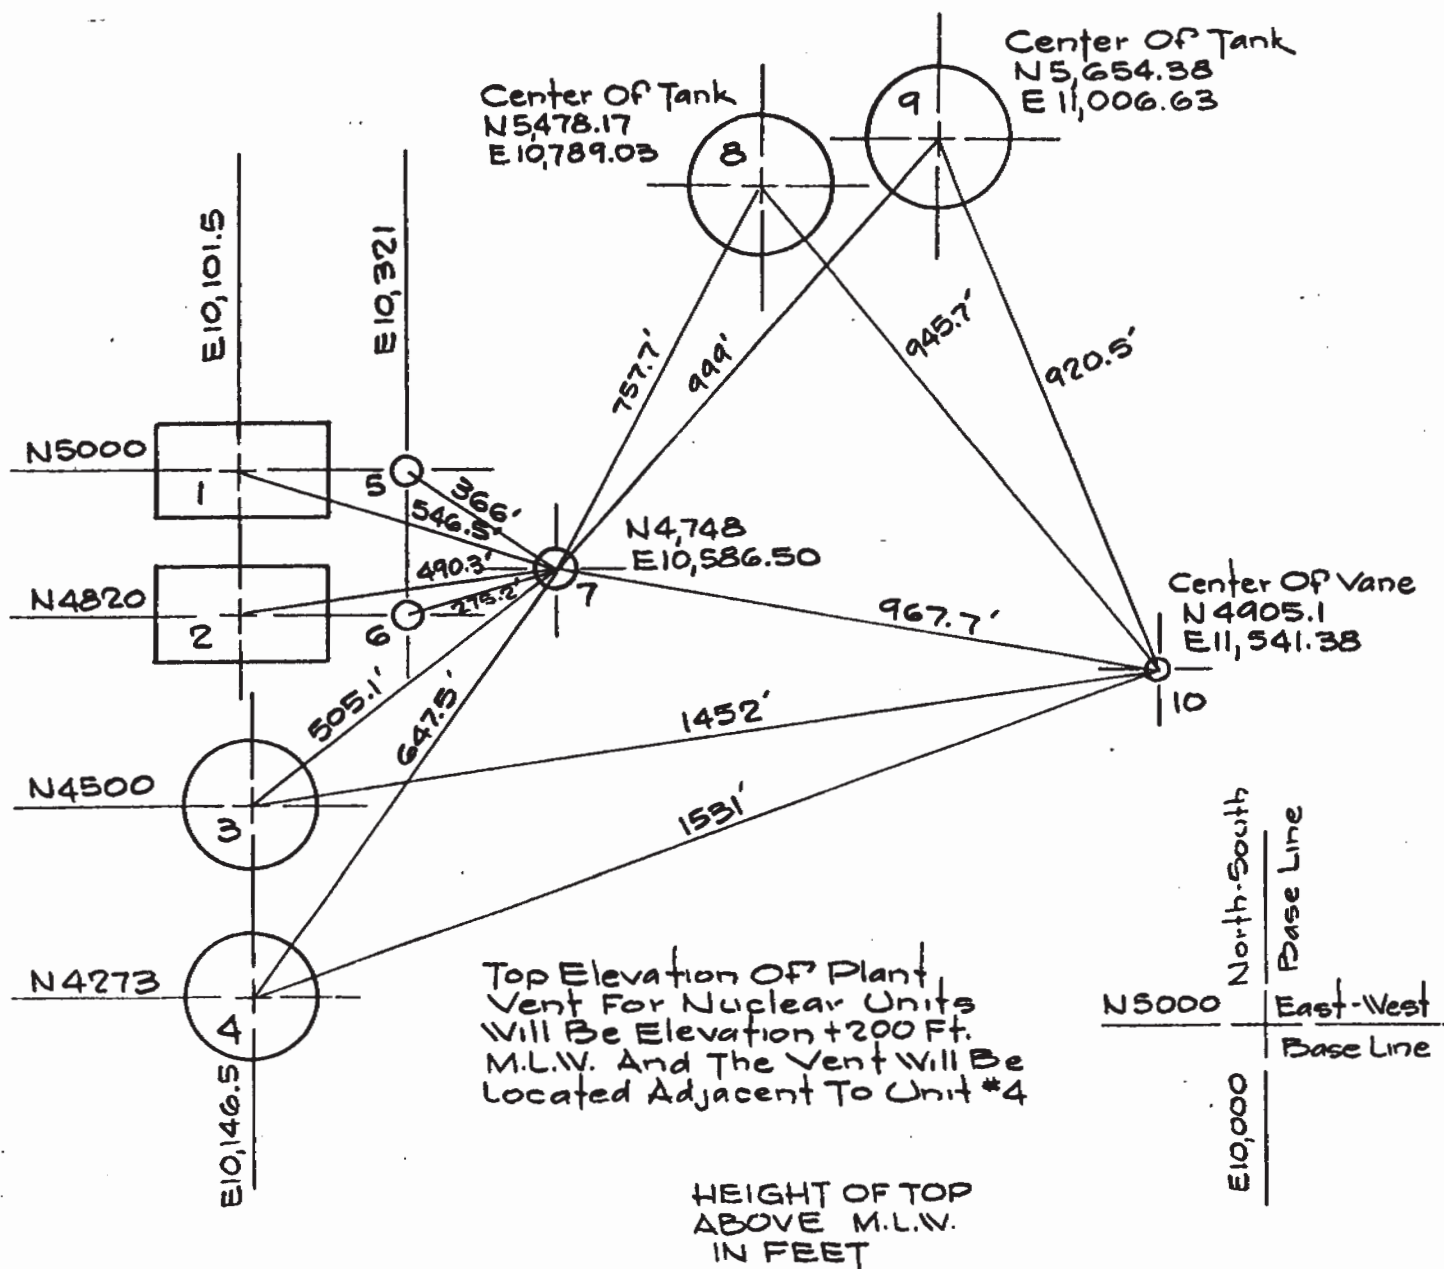 Center Of Tank
N 5,654.38
E 11,006.63
9
Center Of Tank
N5,478.17
E 10,789.03
8
E10,101.5
E10,321
757.7'
999'
945.7'
920.5'
N5000
1
5
366'
546.5'
N4,748
E10,586.50
7
490.3'
275.2'
N4820
2
6
967.7'
Center Of Vane
N 4905.1
E11,541.38
10
505.1'
647.5'
1452'
N4500
3
1531'
N4273
4
E10,146.5
North-South
Base Line
N5000
East-West
Base Line
E10,000
Top Elevation Of Plant
Vent For Nuclear Units
Will Be Elevation +200 Ft.
M.L.W. And The Vent Will Be
Located Adjacent To Unit #4
HEIGHT OF TOP
ABOVE M.L.W.
IN FEET